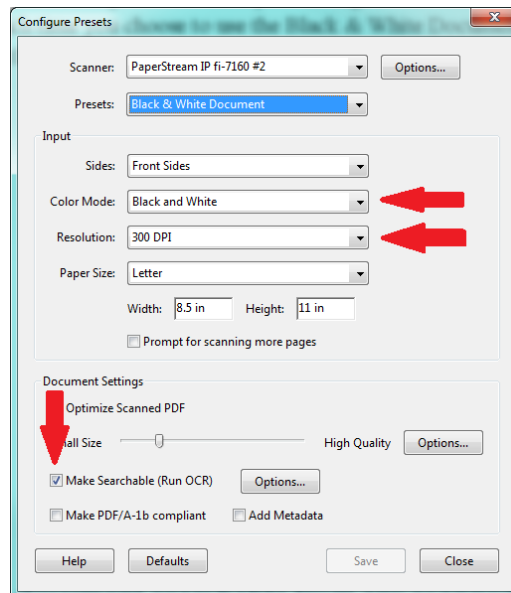 Configure Presets
Scanner: PaperStream IP fi-7160 #2 Options...
Presets: Black & White Document
Input
Sides: Front Sides
Color Mode: Black and White
Resolution: 300 DPI
Paper Size: Letter
Width: 8.5 in Height: 11 in
Prompt for scanning more pages
Document Settings
Optimize Scanned PDF
all Size High Quality Options...
Make Searchable (Run OCR) Options...
Make PDF/A-1b compliant Add Metadata
Help Defaults Save Close